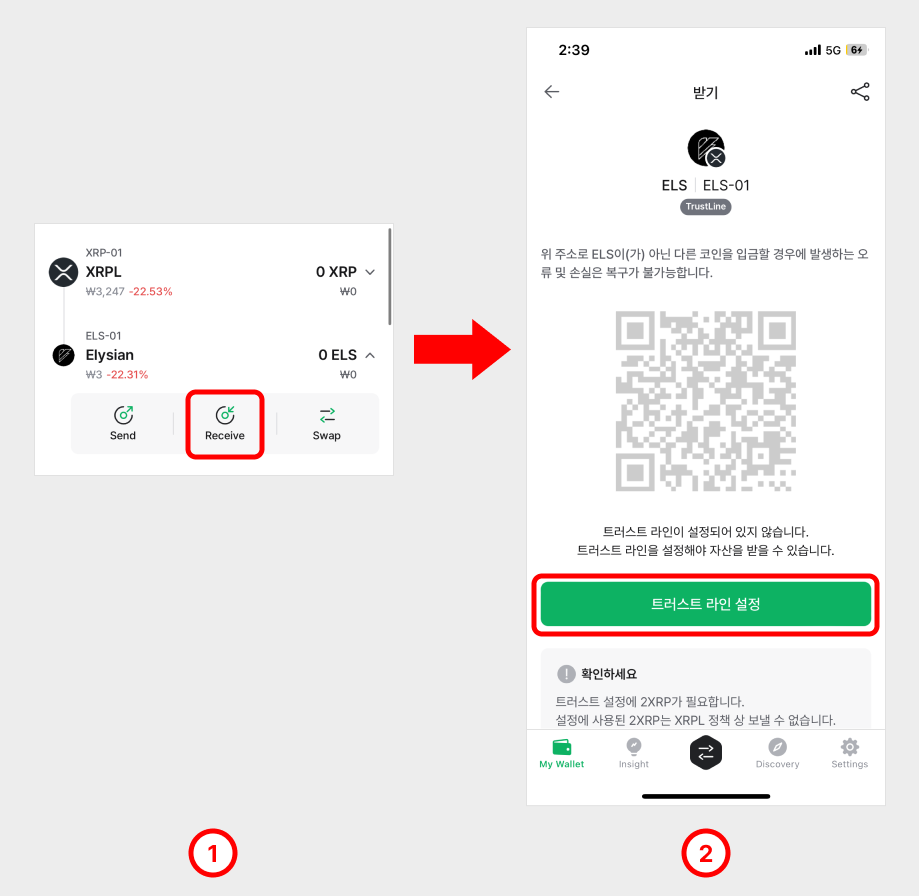 XRP-01
XRPL
0 XRP
₩3,247 -22.53%
₩0
ELS-01
Elysian
0 ELS
₩3 -22.31%
₩0
Send
Receive
Swap
1
2:39
5G
6
받기
ELS | ELS-01
TrustLine
위 주소로 ELS이(가) 아닌 다른 코인을 입금할 경우에 발생하는 오
류 및 손실은 복구가 불가능합니다.
트러스트 라인이 설정되어 있지 않습니다.
트러스트 라인을 설정해야 자산을 받을 수 있습니다.
트러스트 라인 설정
확인하세요
트러스트 설정에 2XRP가 필요합니다.
설정에 사용된 2XRP는 XRPL 정책 상 보낼 수 없습니다.
My Wallet
Insight
Discovery
Settings
2